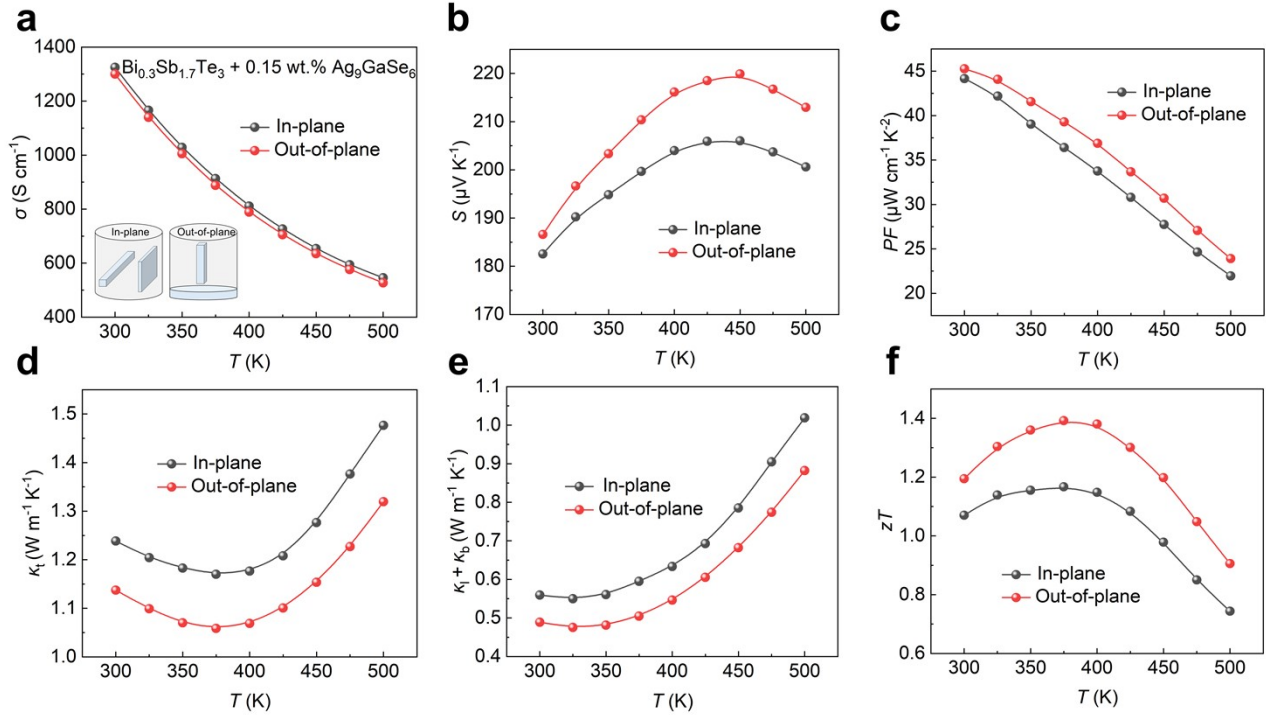 a
Bi0.3Sb1.7Te3 + 0.15 wt.% Ag9GaSe6
In-plane
Out-of-plane
In-plane
Out-of-plane
σ (S cm-1)
1400
1200
1000
800
600
400
300 350 400 450 500
T (K)
b
S (μV K-1)
220
210
200
190
180
170
In-plane
Out-of-plane
300 350 400 450 500
T (K)
c
PF (μW cm-1 K-2)
45
40
35
30
25
20
In-plane
Out-of-plane
300 350 400 450 500
T (K)
d
κt (W m-1 K-1)
1.5
1.4
1.3
1.2
1.1
1.0
In-plane
Out-of-plane
300 350 400 450 500
T (K)
e
κl + κb (W m-1 K-1)
1.1
1.0
0.9
0.8
0.7
0.6
0.5
0.4
In-plane
Out-of-plane
300 350 400 450 500
T (K)
f
zT
1.4
1.2
1.0
0.8
0.6
In-plane
Out-of-plane
300 350 400 450 500
T (K)